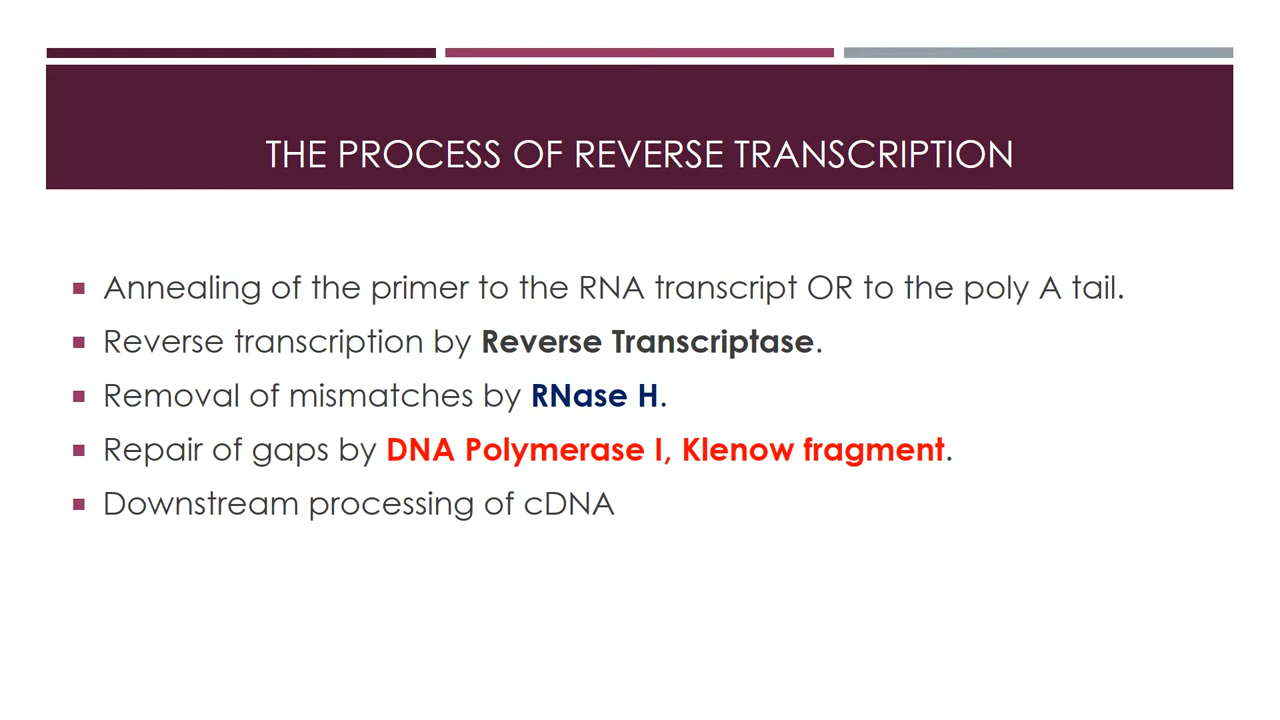 THE PROCESS OF REVERSE TRANSCRIPTION
Annealing of the primer to the RNA transcript OR to the poly A tail.
Reverse transcription by Reverse Transcriptase.
Removal of mismatches by RNase H.
Repair of gaps by DNA Polymerase I, Klenow fragment.
Downstream processing of cDNA